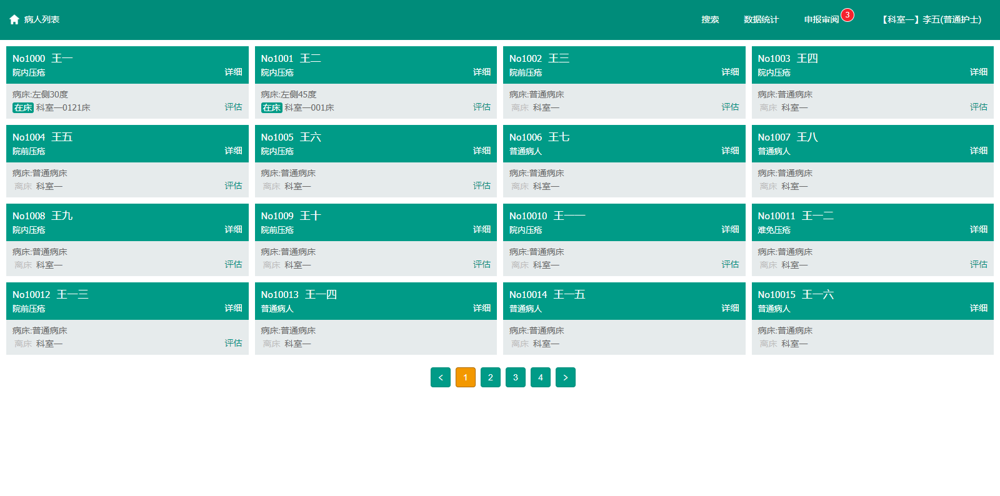 病人列表 搜索 数据统计 申报审阅 3 【科室一】李五(普通护士)
No1000 王一 No1001 王二 No1002 王三 No1003 王四
院内压疮 详细 院内压疮 详细 院前压疮 详细 院内压疮 详细
病床:左侧30度 病床:左侧45度 病床:普通病床 病床:普通病床
在床 科室一0121床 评估 在床 科室一001床 评估 离床 科室一 评估 离床 科室一 评估
No1004 王五 No1005 王六 No1006 王七 No1007 王八
院前压疮 详细 院内压疮 详细 普通病人 详细 普通病人 详细
病床:普通病床 病床:普通病床 病床:普通病床 病床:普通病床
离床 科室一 评估 离床 科室一 评估 离床 科室一 离床 科室一
No1008 王九 No1009 王十 No10010 王一一 No10011 王一二
院内压疮 详细 院前压疮 详细 院内压疮 详细 难免压疮 详细
病床:普通病床 病床:普通病床 病床:普通病床 病床:普通病床
离床 科室一 评估 离床 科室一 评估 离床 科室一 评估 离床 科室一 评估
No10012 王一三 No10013 王一四 No10014 王一五 No10015 王一六
院前压疮 详细 普通病人 详细 普通病人 详细 普通病人 详细
病床:普通病床 病床:普通病床 病床:普通病床 病床:普通病床
离床 科室一 评估 离床 科室一 离床 科室一 离床 科室一
< 1 2 3 4 >